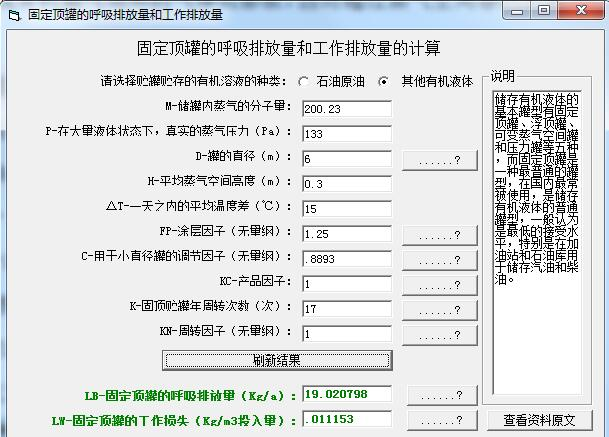 固定顶罐的呼吸排放量和工作排放量
固定顶罐的呼吸排放量和工作排放量的计算
请选择贮罐贮存的有机溶液的种类： 石油原油 其他有机液体
M-储罐内蒸气的分子量： 200.23
P-在大量液体状态下，真实的蒸气压力（Pa）： 133
D-罐的直径（m）： 6 ......?
H-平均蒸气空间高度（m）： 0.3
△T-一天之内的平均温度差（℃）： 15
FP-涂层因子（无量纲）： 1.25 ......?
C-用于小直径罐的调节因子（无量纲）： .8893 ......?
KC-产品因子： 1 ......?
K-固顶贮罐年周转次数（次）： 17 ......?
KN-周转因子（无量纲）： 1 ......?
刷新结果
LB-固定顶罐的呼吸排放量（Kg/a）： 19.020798 ......?
LW-固定顶罐的工作损失（Kg/m3投入量）： .011153 ......?
说明
储存有机液体的
基本罐型有固定
顶罐、浮顶罐、
可变蒸气空间罐
和压力罐等五种
，而固定顶罐是
一种最普通的罐
型，在国内最常
被使用，是储存
有机液体的普通
罐型，一般认为
是最低的接受水
平，特别是在加
油站和石油库用
于储存汽油和柴
油。
查看资料原文